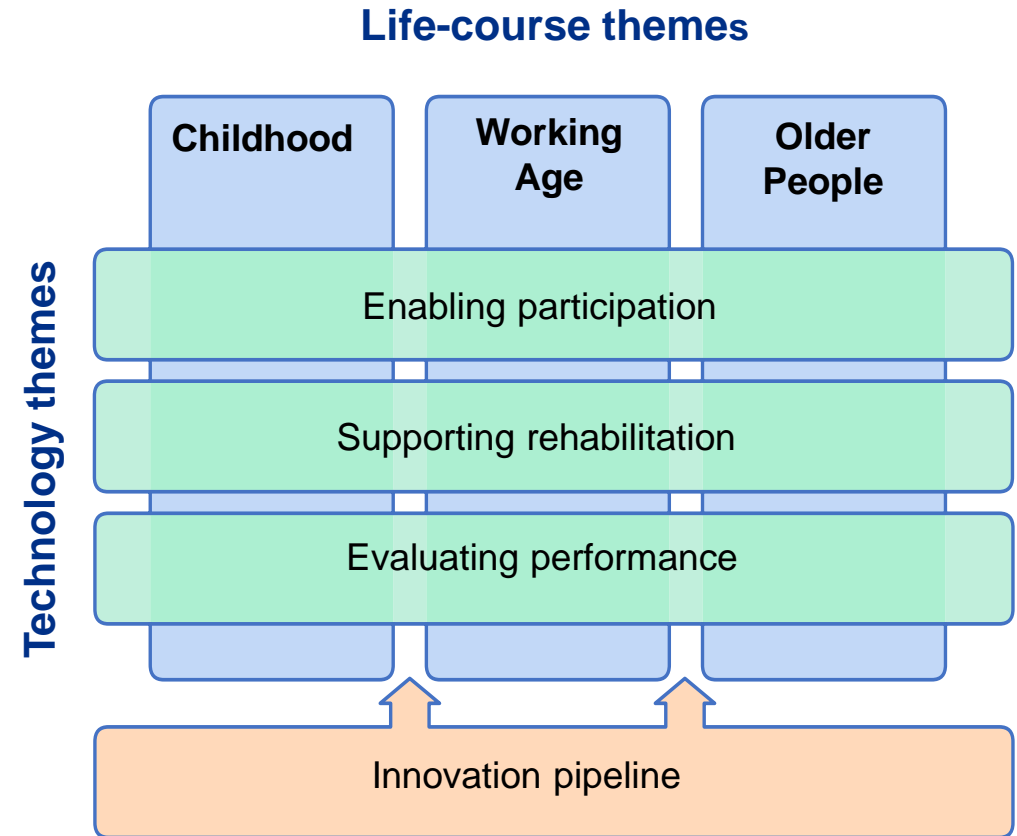 Life-course themes
Childhood
Working
Age
Older
People
Technology themes
Enabling participation
Supporting rehabilitation
Evaluating performance
Innovation pipeline